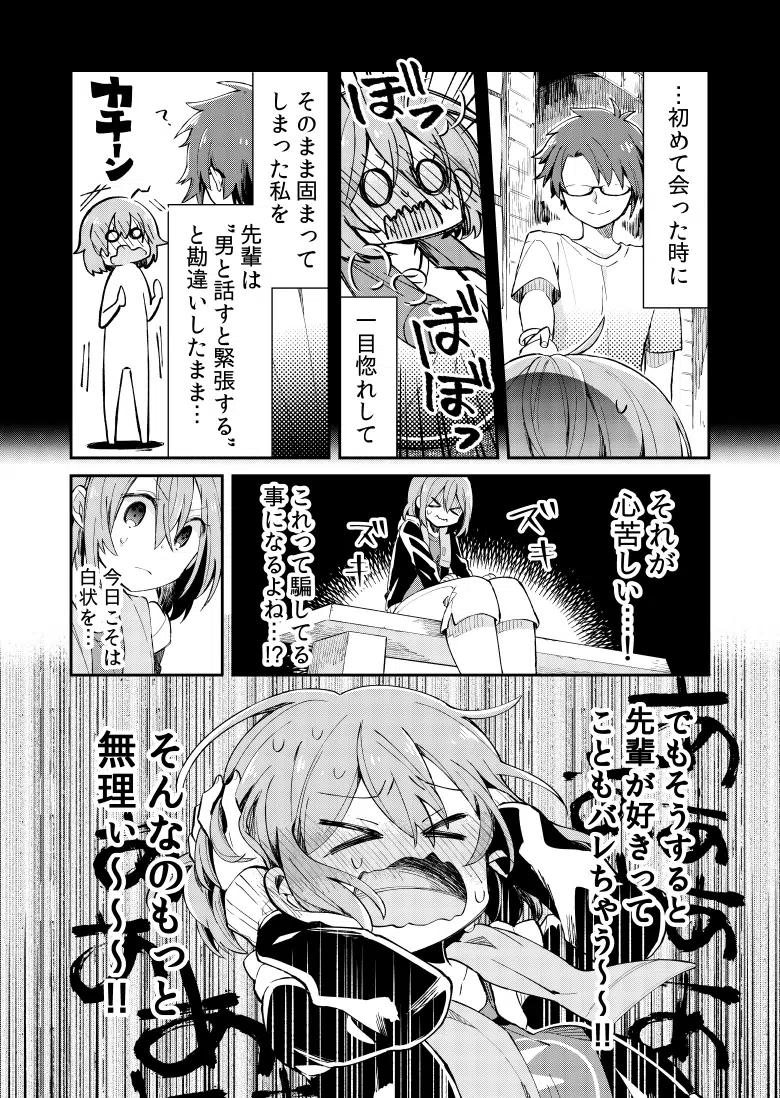 …初めて会った時に
ぼっ
ぼぼっ
一目惚れして
そのまま固まって
しまった私を
先輩は
"男と話すと緊張する"
と勘違いしたまま…
カチーン
それが
心苦しい…！
ズキ
ズキ
これって騙してる
事になるよね…!?
今日こそは
白状を…
でもそうすると
先輩が好きって
こともバレちゃう〜〜!!
そんなのもっと
無理ぃ〜〜〜!!